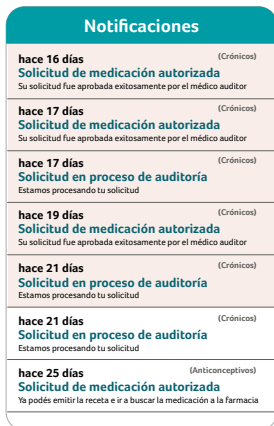 Notificaciones
hace 16 días (Crónicos)
Solicitud de medicación autorizada
Su solicitud fue aprobada exitosamente por el médico auditor
hace 17 días (Crónicos)
Solicitud de medicación autorizada
Su solicitud fue aprobada exitosamente por el médico auditor
hace 17 días (Crónicos)
Solicitud en proceso de auditoría
Estamos procesando tu solicitud
hace 19 días (Crónicos)
Solicitud de medicación autorizada
Su solicitud fue aprobada exitosamente por el médico auditor
hace 21 días (Crónicos)
Solicitud en proceso de auditoría
Estamos procesando tu solicitud
hace 21 días (Crónicos)
Solicitud en proceso de auditoría
Estamos procesando tu solicitud
hace 25 días (Anticonceptivos)
Solicitud de medicación autorizada
Ya podés emitir la receta e ir a buscar la medicación a la farmacia